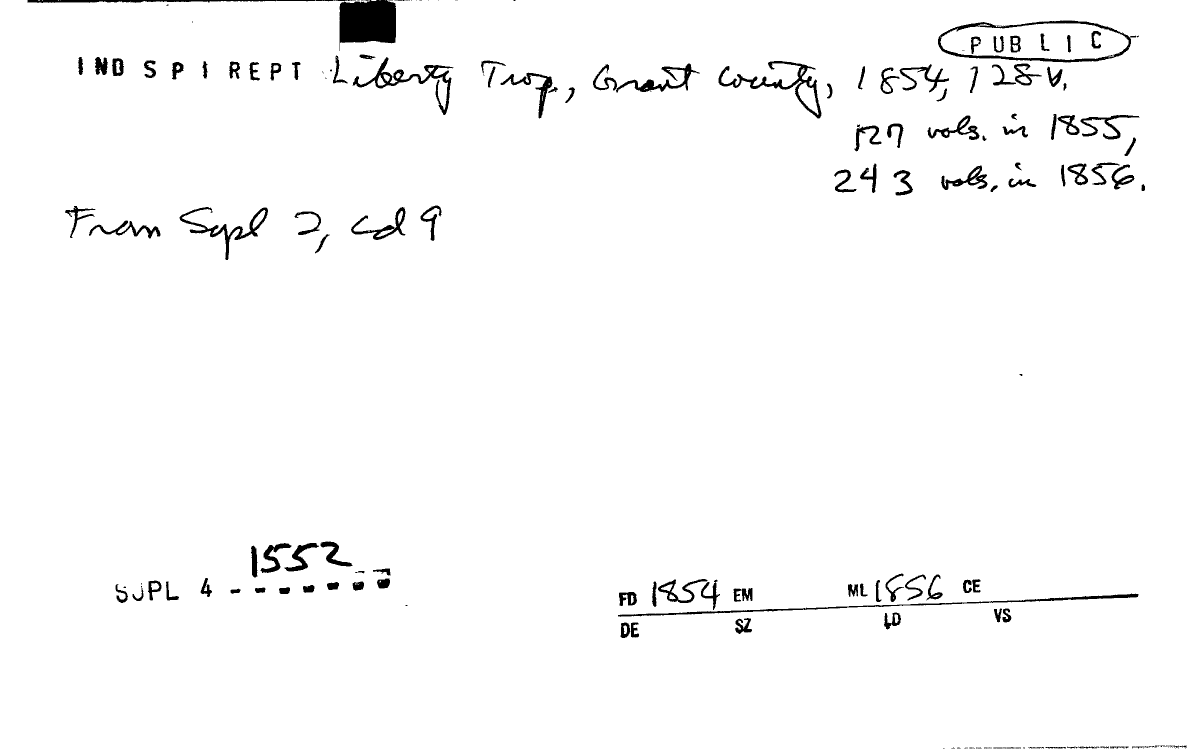 PUBLIC
IND SPI REPT Liberty Twp., Grant County, 1854, 128 v.
127 vols. in 1855,
243 vols. in 1856.
From Supl 2, cd 9
1552
SUPL 4 - - - - - - -
FD 1854 EM ML 1856 CE
DE SZ LD VS